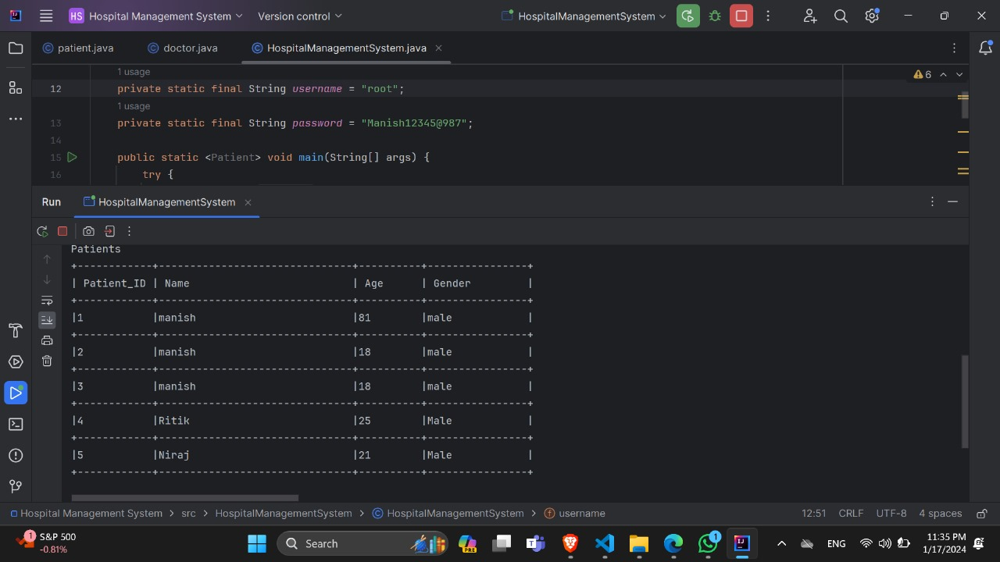 HS Hospital Management System Version control HospitalManagementSystem
patient.java doctor.java HospitalManagementSystem.java
1 usage
12 private static final String username = "root";
6
1 usage
13 private static final String password = "Manish12345@987";
14
15 public static <Patient> void main(String[] args) {
16 try {
Run HospitalManagementSystem
Patients
+------------+-------------------------------+----------+----------------+
| Patient_ID | Name | Age | Gender |
+------------+-------------------------------+----------+----------------+
|1 |manish |81 |male |
+------------+-------------------------------+----------+----------------+
|2 |manish |18 |male |
+------------+-------------------------------+----------+----------------+
|3 |manish |18 |male |
+------------+-------------------------------+----------+----------------+
|4 |Ritik |25 |Male |
+------------+-------------------------------+----------+----------------+
|5 |Niraj |21 |Male |
+------------+-------------------------------+----------+----------------+
Hospital Management System > src > HospitalManagementSystem > HospitalManagementSystem > username 12:51 CRLF UTF-8 4 spaces
1 S&P 500
-0.81%
Search
PRE
1
ENG
11:35 PM
1/17/2024